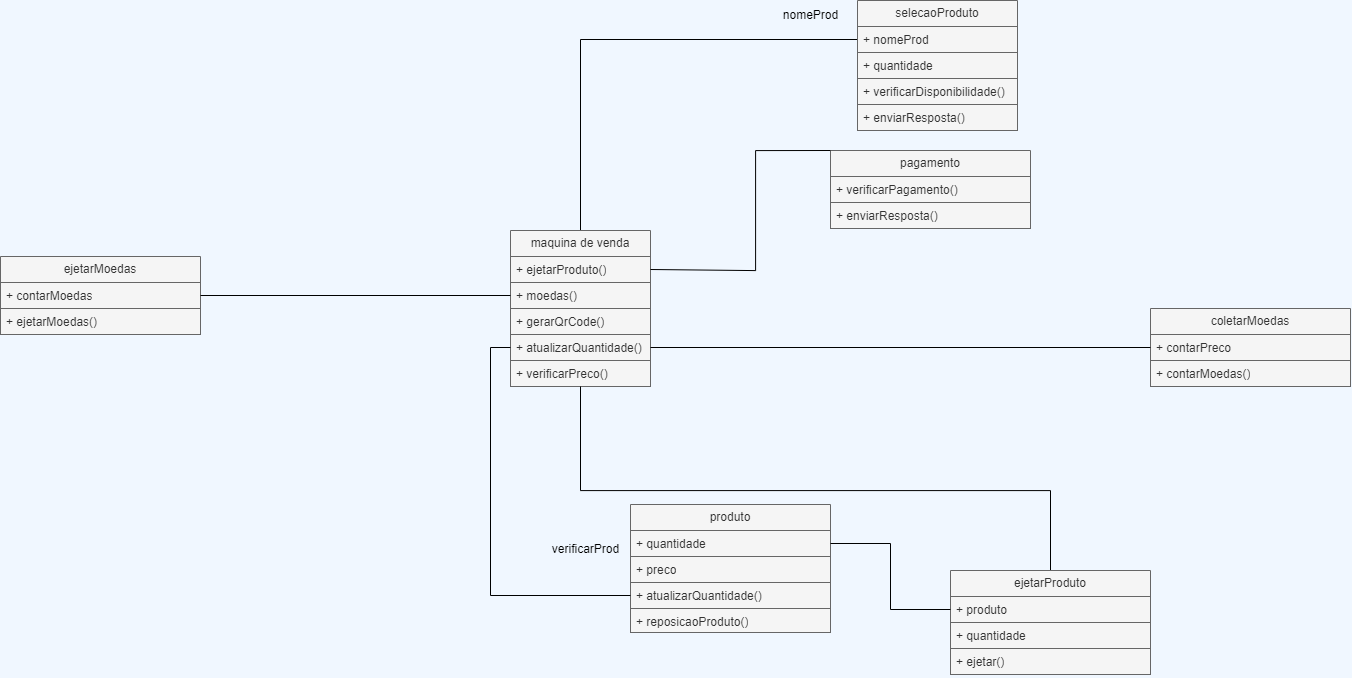 nomeProd
selecaoProduto
+ nomeProd
+ quantidade
+ verificarDisponibilidade()
+ enviarResposta()
pagamento
+ verificarPagamento()
+ enviarResposta()
maquina de venda
+ ejetarProduto()
+ moedas()
+ gerarQrCode()
+ atualizarQuantidade()
+ verificarPreco()
ejetarMoedas
+ contarMoedas
+ ejetarMoedas()
coletarMoedas
+ contarPreco
+ contarMoedas()
verificarProd
produto
+ quantidade
+ preco
+ atualizarQuantidade()
+ reposicaoProduto()
ejetarProduto
+ produto
+ quantidade
+ ejetar()